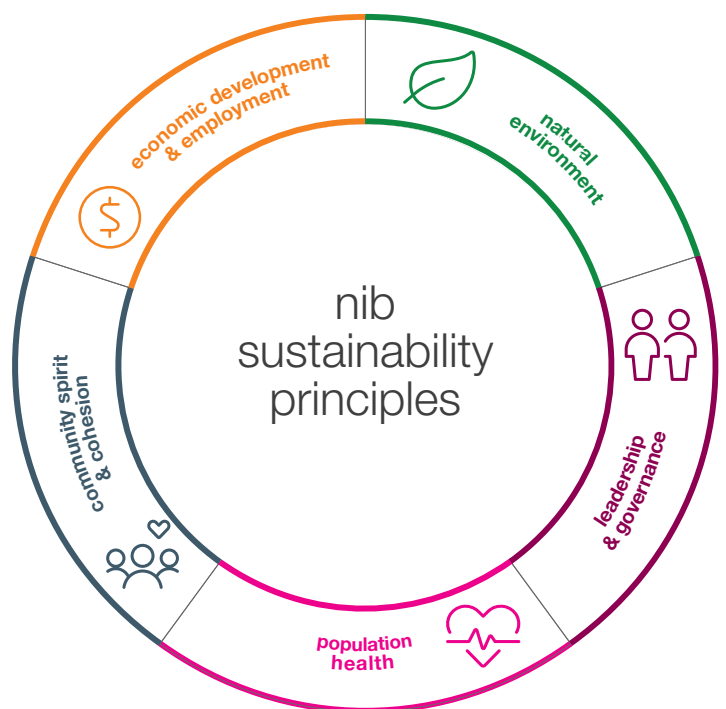 nib
sustainability
principles
natural
environment
leadership
& governance
population
health
community spirit
& cohesion
economic development
& employment
$